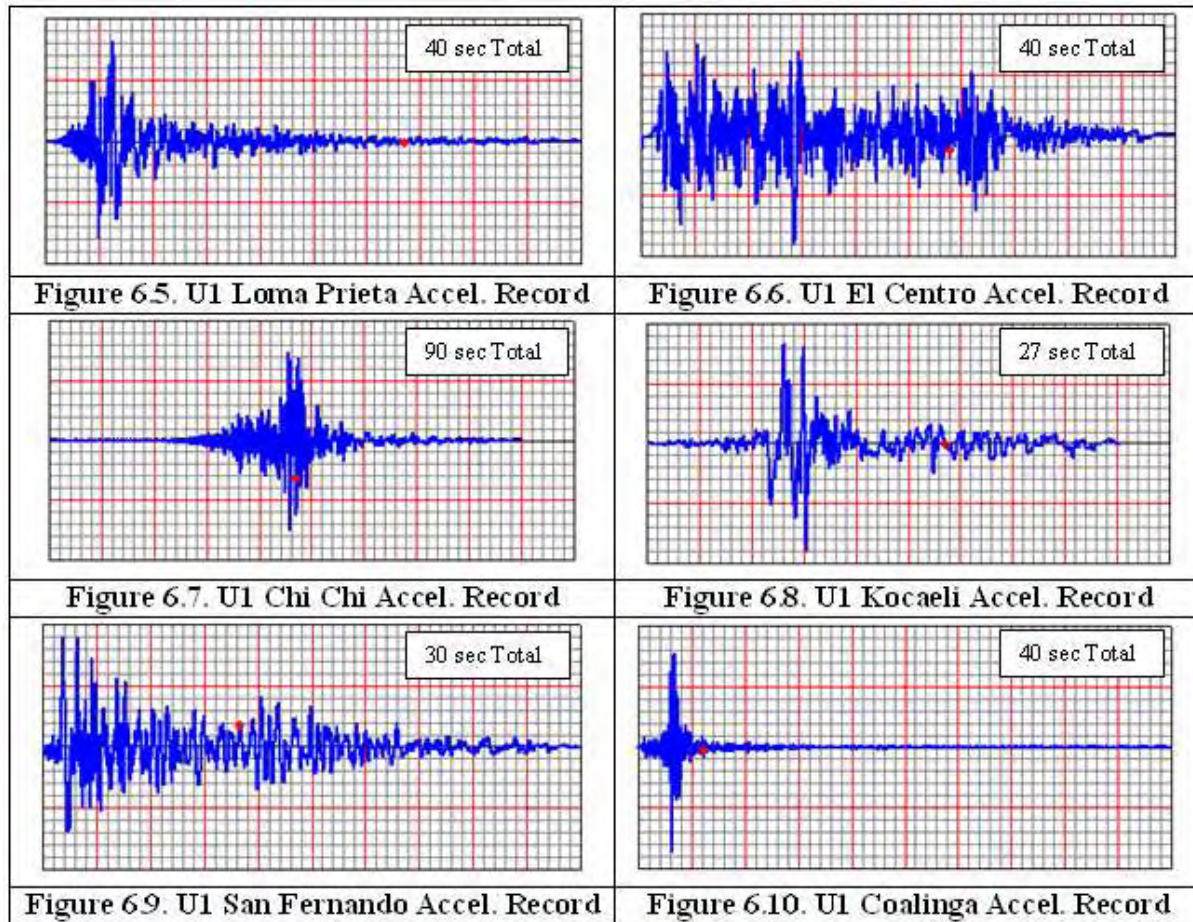 40 sec Total
40 sec Total
Figure 6.5. U1 Loma Prieta Accel. Record
Figure 6.6. U1 El Centro Accel. Record
90 sec Total
27 sec Total
Figure 6.7. U1 Chi Chi Accel. Record
Figure 6.8. U1 Kocaeli Accel. Record
30 sec Total
40 sec Total
Figure 6.9. U1 San Fernando Accel. Record
Figure 6.10. U1 Coalinga Accel. Record